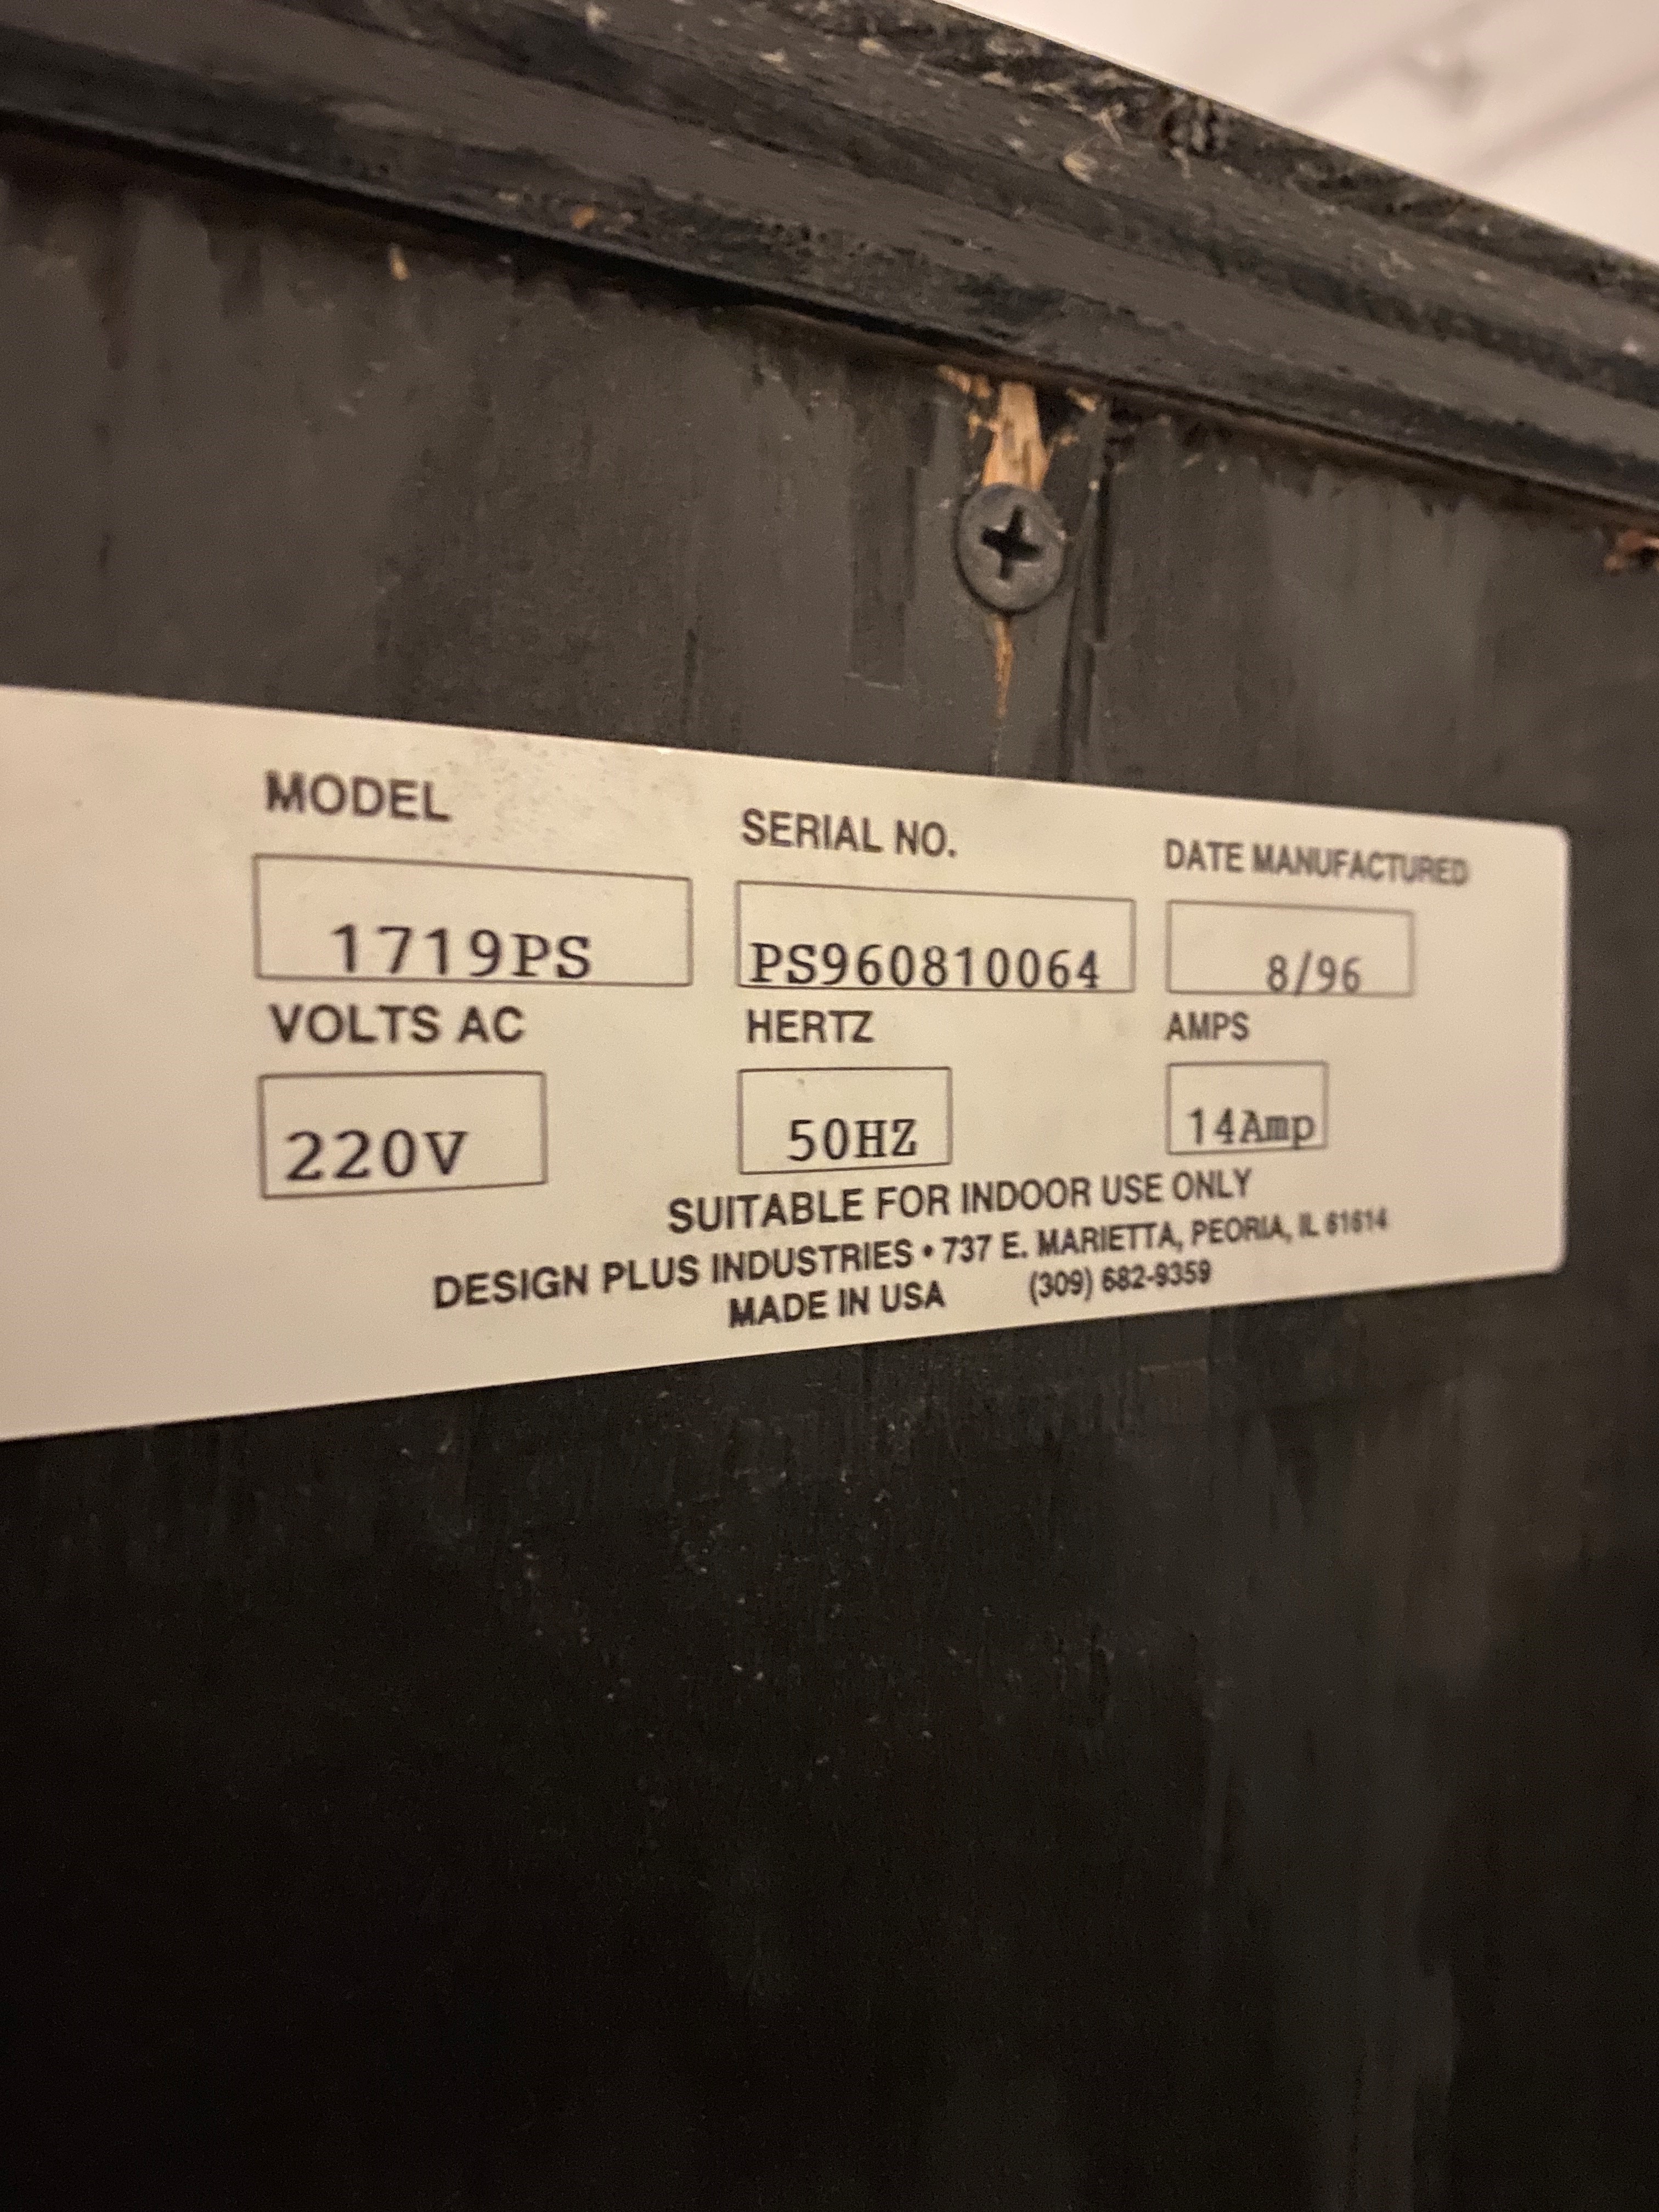 MODEL SERIAL NO. DATE MANUFACTURED
1719PS PS960810064 8/96
VOLTS AC HERTZ AMPS
220V 50HZ 14Amp
SUITABLE FOR INDOOR USE ONLY
DESIGN PLUS INDUSTRIES • 737 E. MARIETTA, PEORIA, IL 61614
MADE IN USA (309) 682-9359